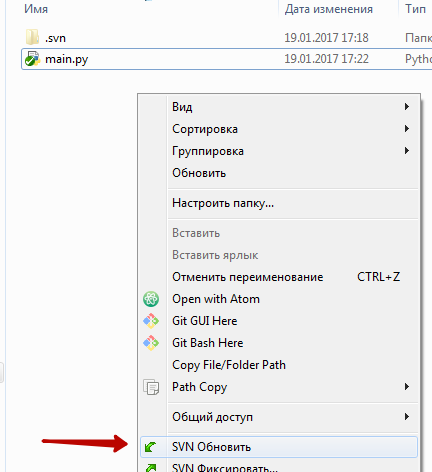 Имя Дата изменения Тип
.svn 19.01.2017 17:18 Папк
main.py 19.01.2017 17:22 Pytho
Вид
Сортировка
Группировка
Обновить
Настроить папку...
Вставить
Вставить ярлык
Отменить переименование CTRL+Z
Open with Atom
Git GUI Here
Git Bash Here
Copy File/Folder Path
Path Copy
Общий доступ
SVN Обновить
SVN Фиксировать...